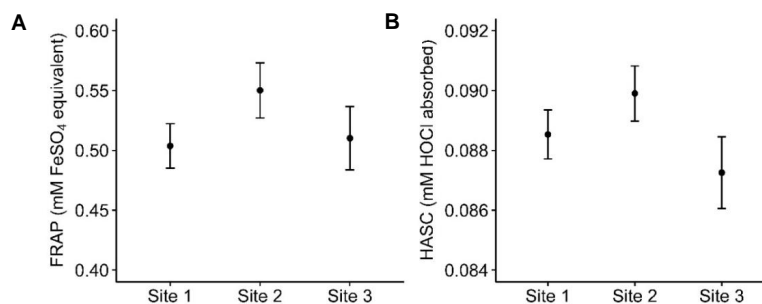 A
FRAP (mM FeSO₄ equivalent)
0.60
0.55
0.50
0.45
0.40
Site 1 Site 2 Site 3
B
HASC (mM HOCl absorbed)
0.092
0.090
0.088
0.086
0.084
Site 1 Site 2 Site 3